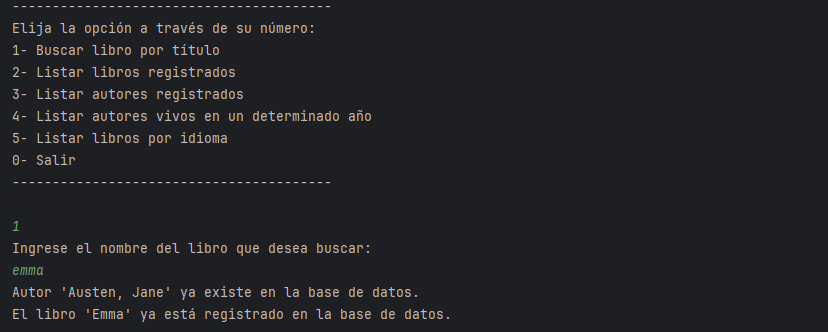 ----------------------------------------
Elija la opción a través de su número:
1- Buscar libro por título
2- Listar libros registrados
3- Listar autores registrados
4- Listar autores vivos en un determinado año
5- Listar libros por idioma
0- Salir
----------------------------------------
1
Ingrese el nombre del libro que desea buscar:
emma
Autor 'Austen, Jane' ya existe en la base de datos.
El libro 'Emma' ya está registrado en la base de datos.